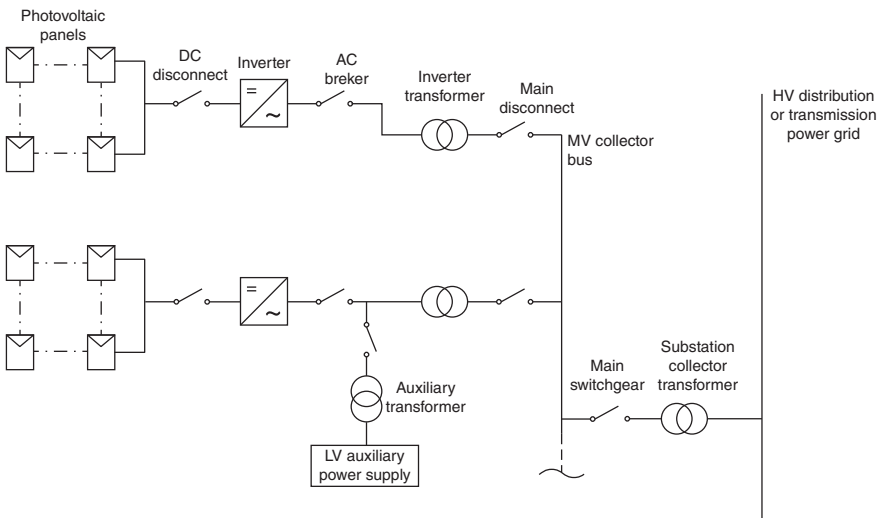 Photovoltaic
panels
DC
disconnect
Inverter
AC
breker
Inverter
transformer
Main
disconnect
MV collector
bus
HV distribution
or transmission
power grid
=
~
=
~
Main
switchgear
Substation
collector
transformer
Auxiliary
transformer
LV auxiliary
power supply